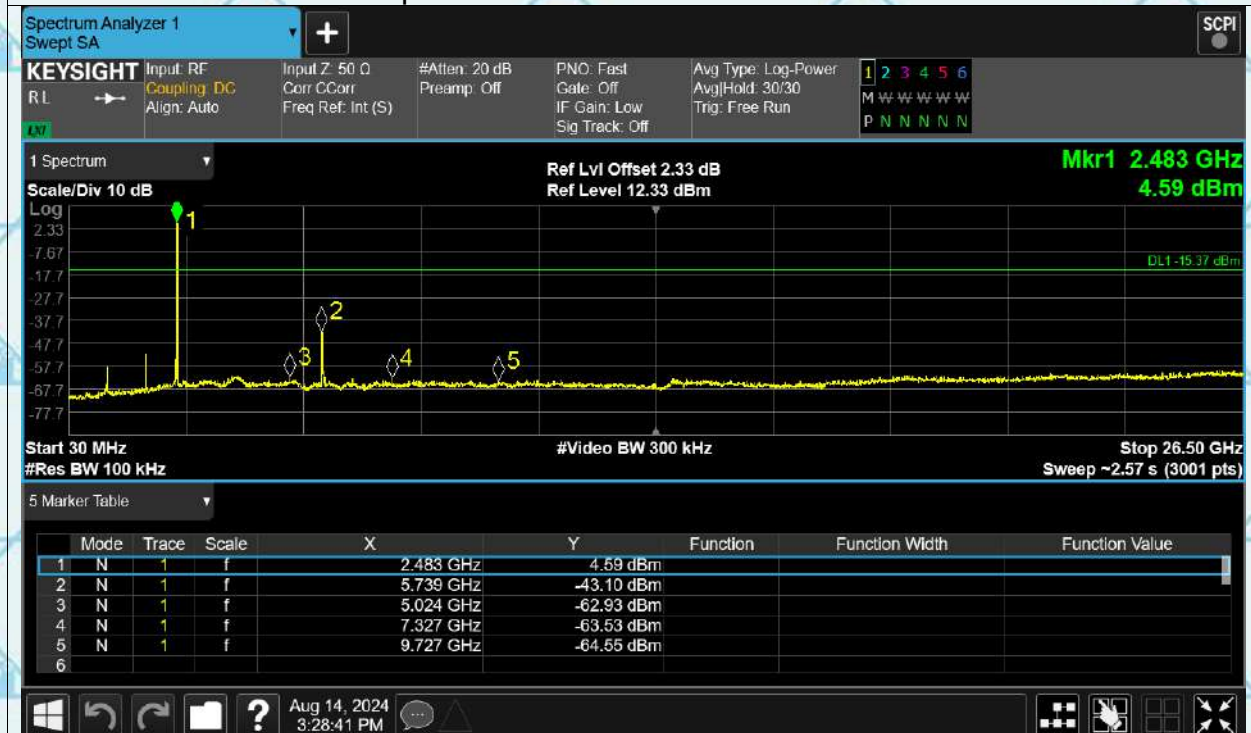 Spectrum Analyzer 1
Swept SA
+
SCPI
KEYSIGHT Input: RF Input Z: 50 Ω #Atten: 20 dB PNO: Fast Avg Type: Log-Power 1 2 3 4 5 6
RL Coupling: DC Corr CCorr Preamp: Off Gate: Off Avg|Hold: 30/30 M W W W W W
Align: Auto Freq Ref: Int (S) IF Gain: Low Trig: Free Run P N N N N N
LXI Sig Track: Off
1 Spectrum Ref Lvl Offset 2.33 dB Mkr1 2.483 GHz
Scale/Div 10 dB Ref Level 12.33 dBm 4.59 dBm
Log
1
2.33
-7.67
DL1 -15.37 dBm
-17.7
-27.7
2
-37.7
-47.7
3 4 5
-57.7
-67.7
-77.7
Start 30 MHz #Video BW 300 kHz Stop 26.50 GHz
#Res BW 100 kHz Sweep ~2.57 s (3001 pts)
5 Marker Table
Mode Trace Scale X Y Function Function Width Function Value
1 N 1 f 2.483 GHz 4.59 dBm
2 N 1 f 5.739 GHz -43.10 dBm
3 N 1 f 5.024 GHz -62.93 dBm
4 N 1 f 7.327 GHz -63.53 dBm
5 N 1 f 9.727 GHz -64.55 dBm
6
? Aug 14, 2024
3:28:41 PM